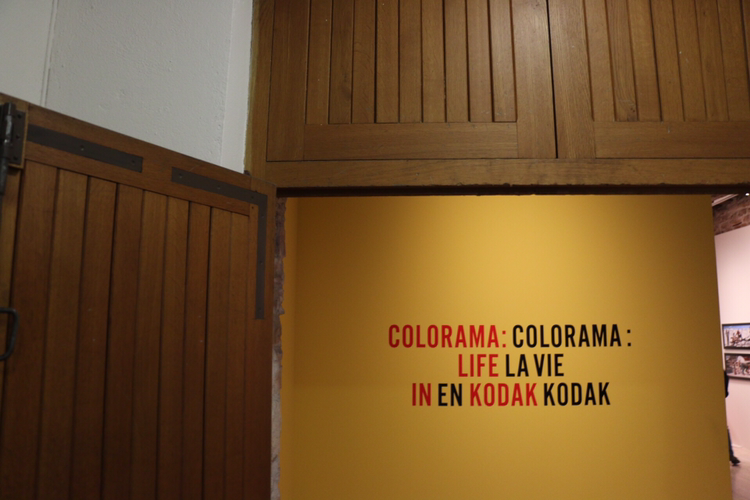 COLORAMA: COLORAMA :
LIFE LA VIE
IN EN KODAK KODAK